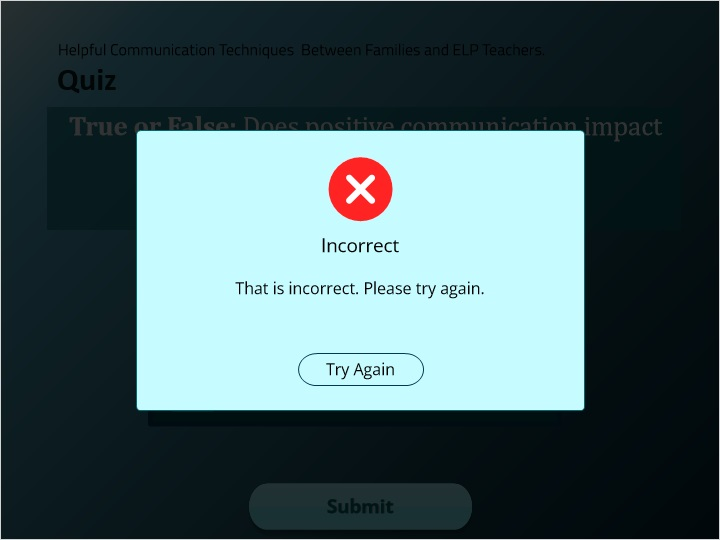 Helpful Communication Techniques  Between Families and ELP Teachers.
Quiz
True or False: Does positive communication impact
Incorrect
That is incorrect. Please try again.
Try Again
Submit